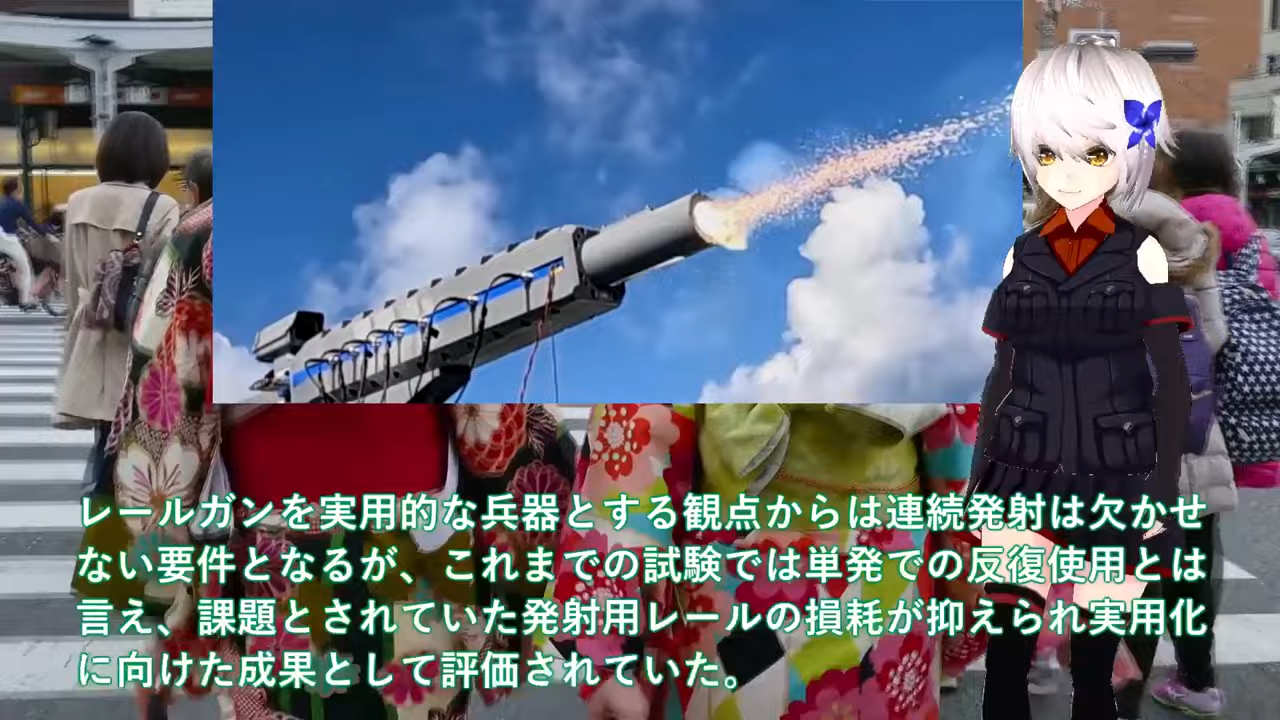 レールガンを実用的な兵器とする観点からは連続発射は欠かせ
ない要件となるが、これまでの試験では単発での反復使用とは
言え、課題とされていた発射用レールの損耗が抑えられ実用化
に向けた成果として評価されていた。